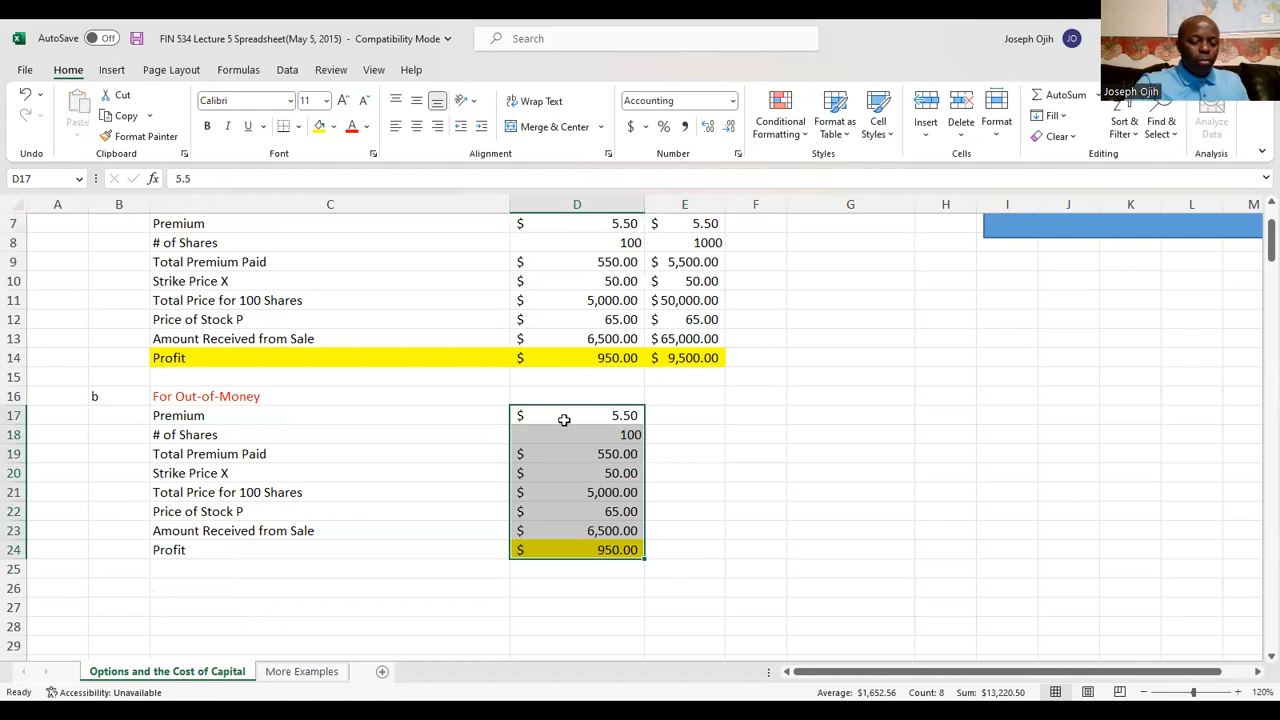 AutoSave Off FIN 534 Lecture 5 Spreadsheet(May 5, 2015) - Compatibility Mode Search Joseph Ojih JO
Joseph Ojih
File Home Insert Page Layout Formulas Data Review View Help
Cut Calibri 11 Wrap Text Accounting AutoSum
Copy Fill
Paste Format Painter Merge & Center Conditional Formatting Format as Table Cell Styles Insert Delete Format Clear Sort & Filter Find & Select Analyze Data
Undo Clipboard Font Alignment Number Styles Cells Editing Analysis
D17 fx 5.5
A B C D E F G H I J K L M
7 Premium $ 5.50 $ 5.50
8 # of Shares 100 1000
9 Total Premium Paid $ 550.00 $ 5,500.00
10 Strike Price X $ 50.00 $ 50.00
11 Total Price for 100 Shares $ 5,000.00 $ 50,000.00
12 Price of Stock P $ 65.00 $ 65.00
13 Amount Received from Sale $ 6,500.00 $ 65,000.00
14 Profit $ 950.00 $ 9,500.00
15
16 b For Out-of-Money
17 Premium $ 5.50
18 # of Shares 100
19 Total Premium Paid $ 550.00
20 Strike Price X $ 50.00
21 Total Price for 100 Shares $ 5,000.00
22 Price of Stock P $ 65.00
23 Amount Received from Sale $ 6,500.00
24 Profit $ 950.00
25
26
27
28
29
Options and the Cost of Capital More Examples
Ready Accessibility: Unavailable Average: $1,652.56 Count: 8 Sum: $13,220.50 120%